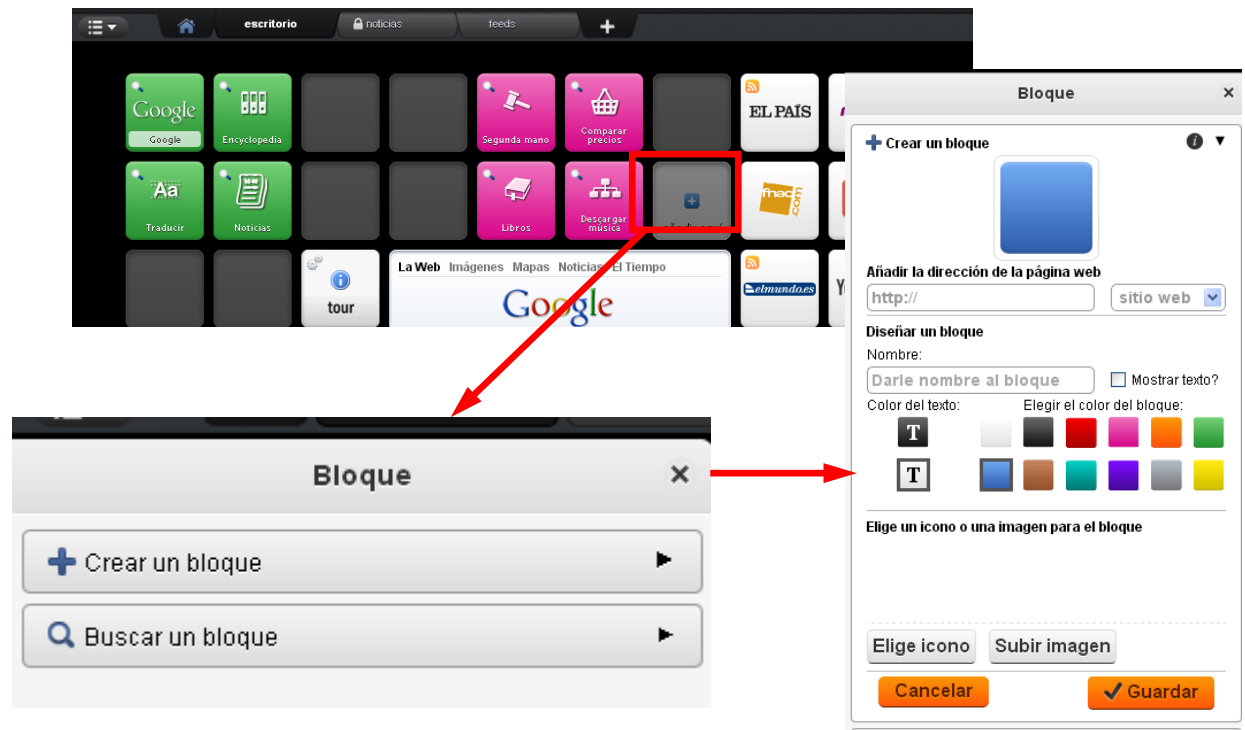 escritorio
noticias
feeds
Google
Google
Encyclopedia
Segunda mano
Comparar
precios
EL PAÍS
Aa
Traducir
Noticias
Libros
Descargar
música
añadir aquí
fnac
.com
tour
La Web Imágenes Mapas Noticias El Tiempo
Google
elmundo.es
Bloque
Crear un bloque
Buscar un bloque
Bloque
Crear un bloque
Añadir la dirección de la página web
http://
sitio web
Diseñar un bloque
Nombre:
Darle nombre al bloque
Mostrar texto?
Color del texto:
Elegir el color del bloque:
T
T
Elige un icono o una imagen para el bloque
Elige icono
Subir imagen
Cancelar
Guardar